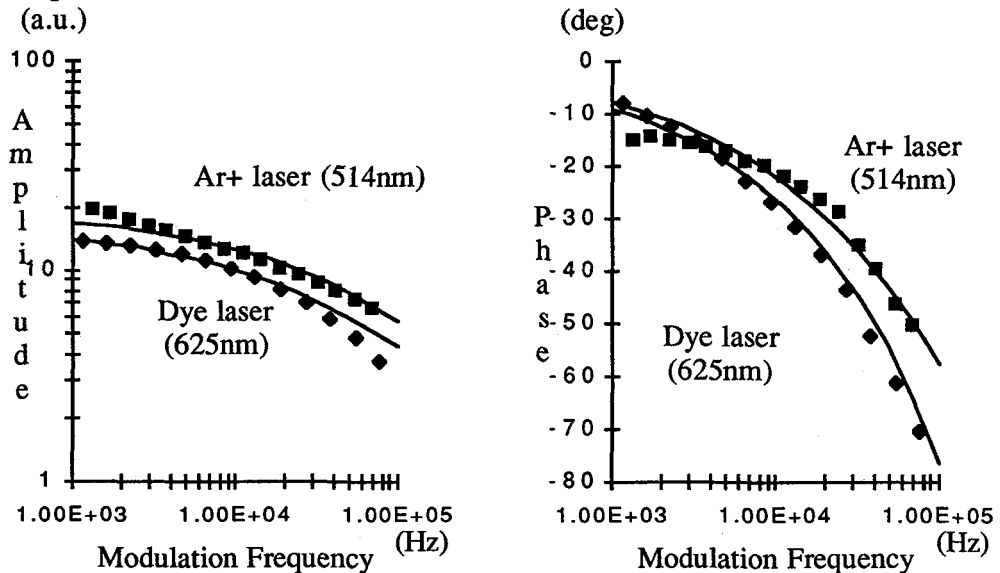 (a.u.)
100
Amplitude
10
1
Ar+ laser (514nm)
Dye laser
(625nm)
1.00E+03
1.00E+04
1.00E+05
(Hz)
Modulation Frequency
(deg)
0
-10
-20
-30
-40
-50
-60
-70
-80
Phase
Ar+ laser
(514nm)
Dye laser
(625nm)
1.00E+03
1.00E+04
1.00E+05
(Hz)
Modulation Frequency